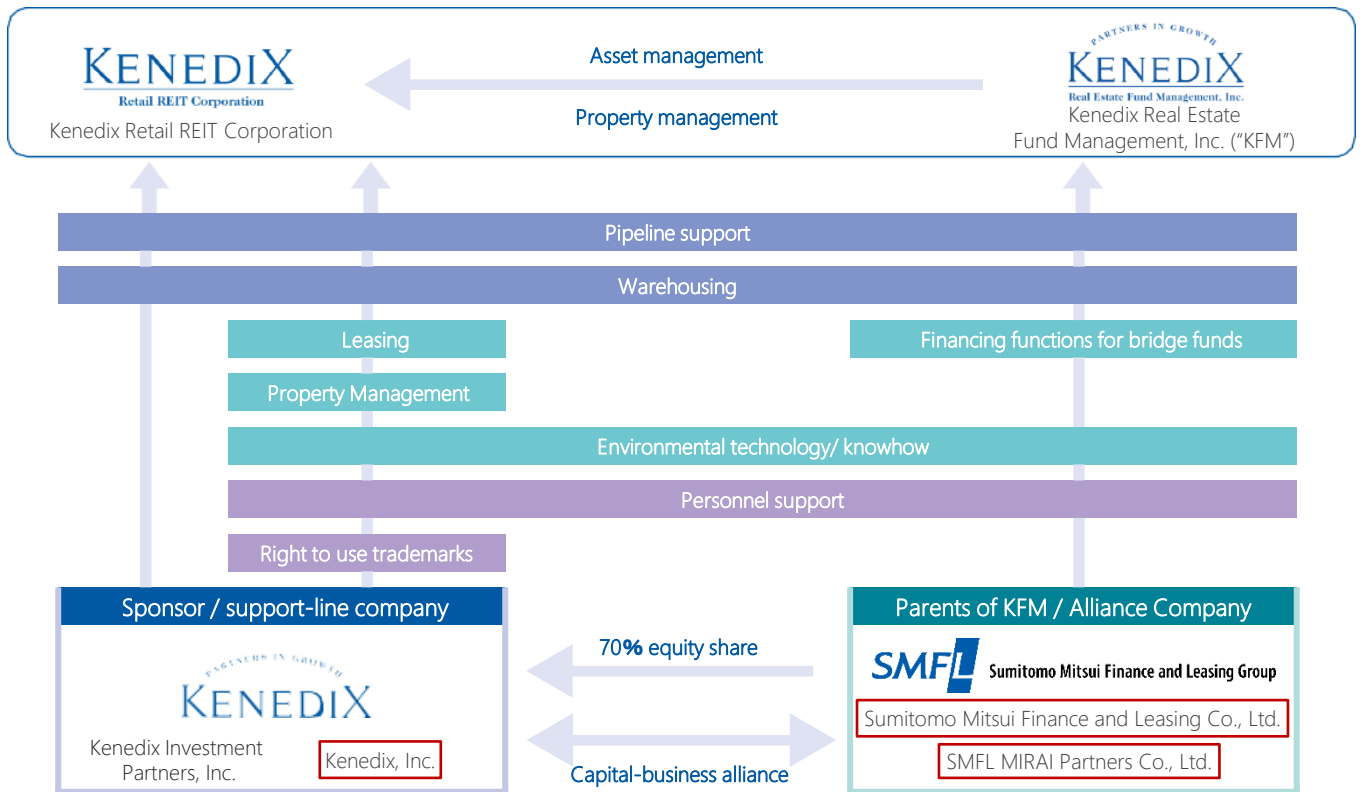 KENEDIX
Retail REIT Corporation
Kenedix Retail REIT Corporation
Asset management
Property management
PARTNERS IN GROWTH
KENEDIX
Real Estate Fund Management, Inc.
Kenedix Real Estate
Fund Management, Inc. (“KFM”)
Pipeline support
Warehousing
Leasing
Financing functions for bridge funds
Property Management
Environmental technology/ knowhow
Personnel support
Right to use trademarks
Sponsor / support-line company
PARTNERS IN GROWTH
KENEDIX
Kenedix Investment
Partners, Inc.
Kenedix, Inc.
70% equity share
Capital-business alliance
Parents of KFM / Alliance Company
SMFL Sumitomo Mitsui Finance and Leasing Group
Sumitomo Mitsui Finance and Leasing Co., Ltd.
SMFL MIRAI Partners Co., Ltd.